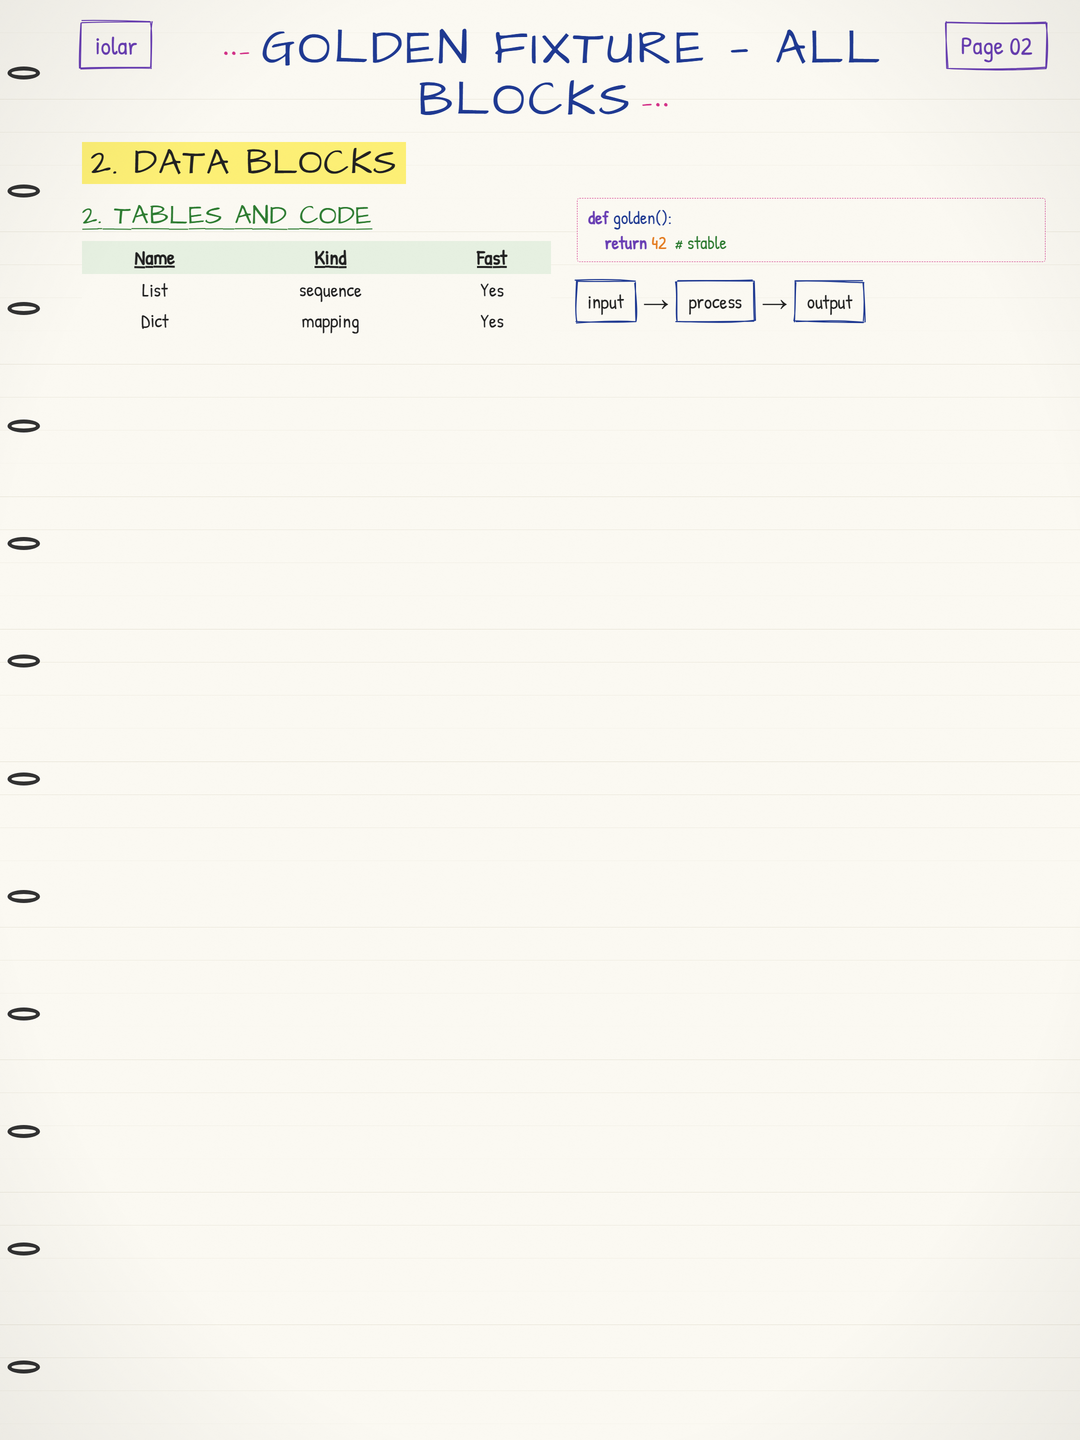 iolar
GOLDEN FIXTURE - ALL
BLOCKS
Page 02
2. DATA BLOCKS
2. TABLES AND CODE
Name Kind Fast
List sequence Yes
Dict mapping Yes
def golden():
return 42 # stable
input → process → output